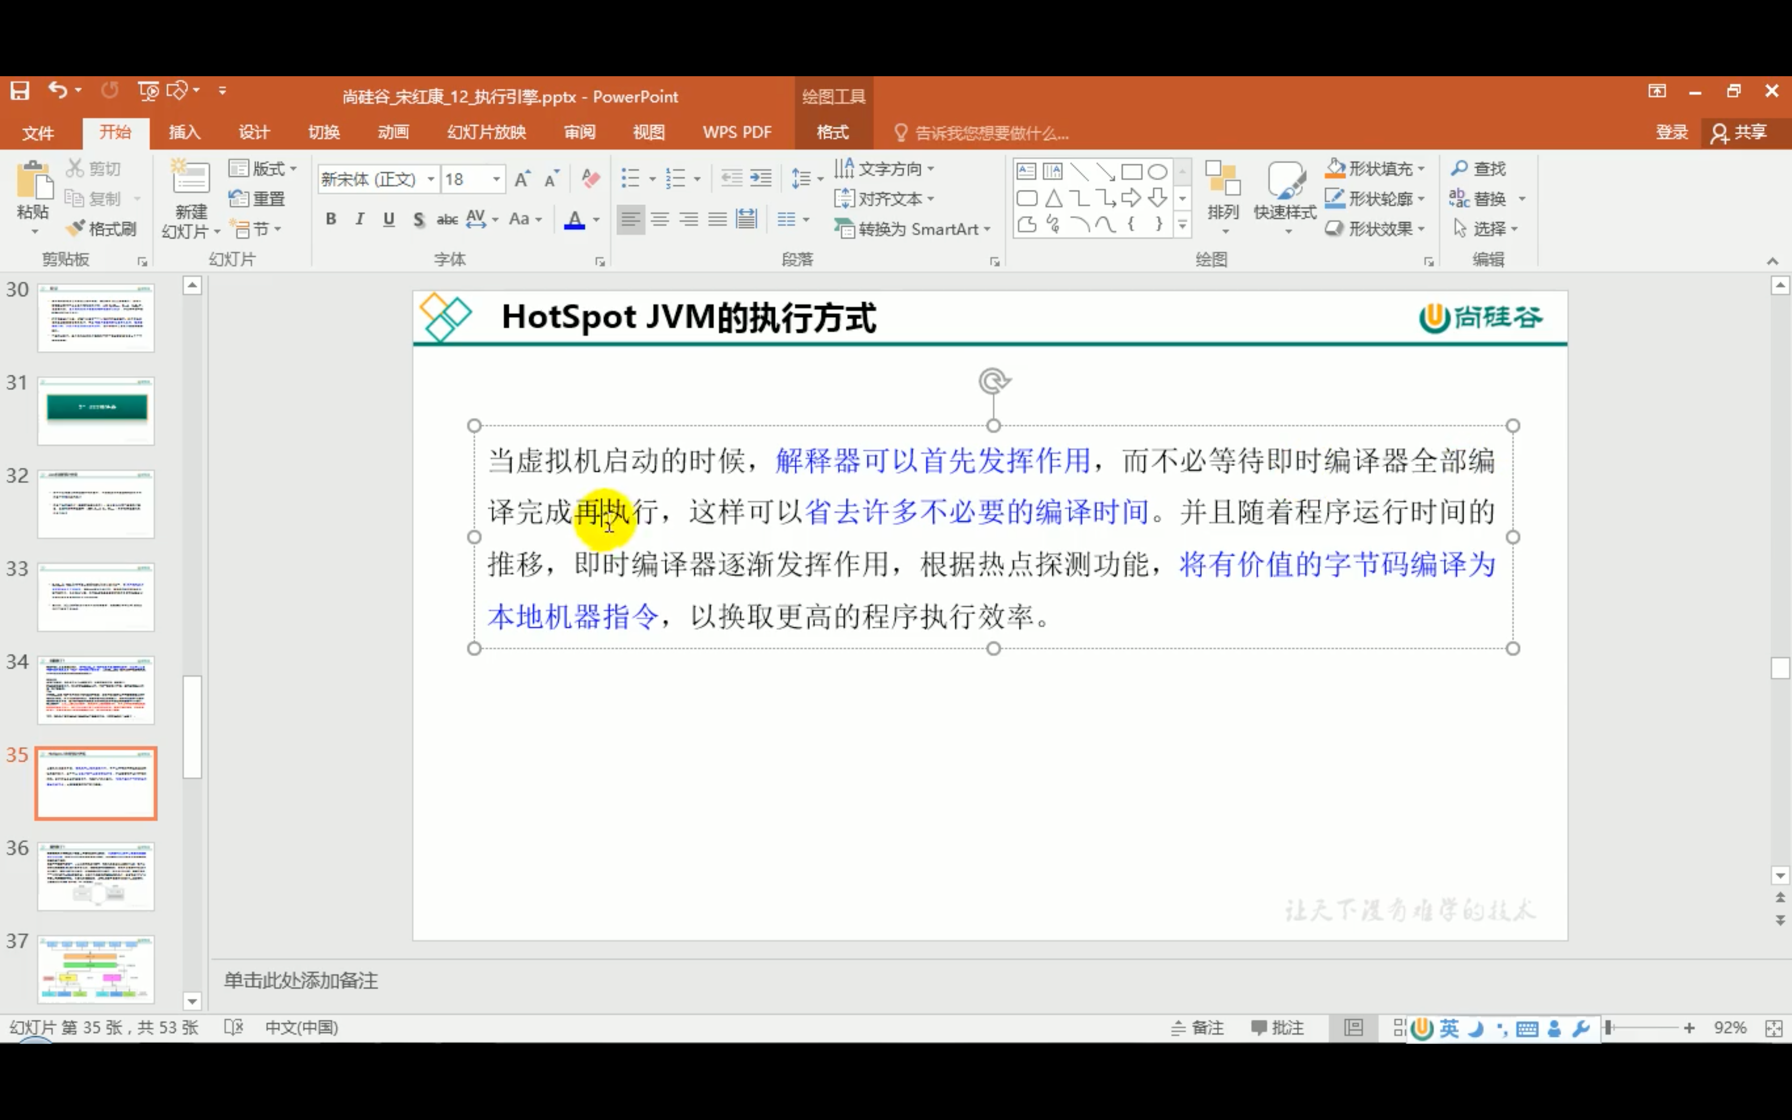 尚硅谷_宋红康_12_执行引擎.pptx - PowerPoint
绘图工具
文件 开始 插入 设计 切换 动画 幻灯片放映 审阅 视图 WPS PDF 格式 告诉我您想要做什么... 登录 共享
粘贴 剪切 复制 格式刷 剪贴板
新建幻灯片 版式 重置 节 幻灯片
新宋体 (正文) 18
B I U S abc AV Aa A
字体
文字方向 对齐文本 转换为 SmartArt 段落
排列 快速样式 形状填充 形状轮廓 形状效果 绘图
查找 替换 选择 编辑
30
31
32
33
34
35
36
37
HotSpot JVM的执行方式
尚硅谷
当虚拟机启动的时候，解释器可以首先发挥作用，而不必等待即时编译器全部编
译完成再执行，这样可以省去许多不必要的编译时间。并且随着程序运行时间的
推移，即时编译器逐渐发挥作用，根据热点探测功能，将有价值的字节码编译为
本地机器指令，以换取更高的程序执行效率。
让天下没有难学的技术
单击此处添加备注
幻灯片 第 35 张，共 53 张 中文(中国) 备注 批注 英 92%